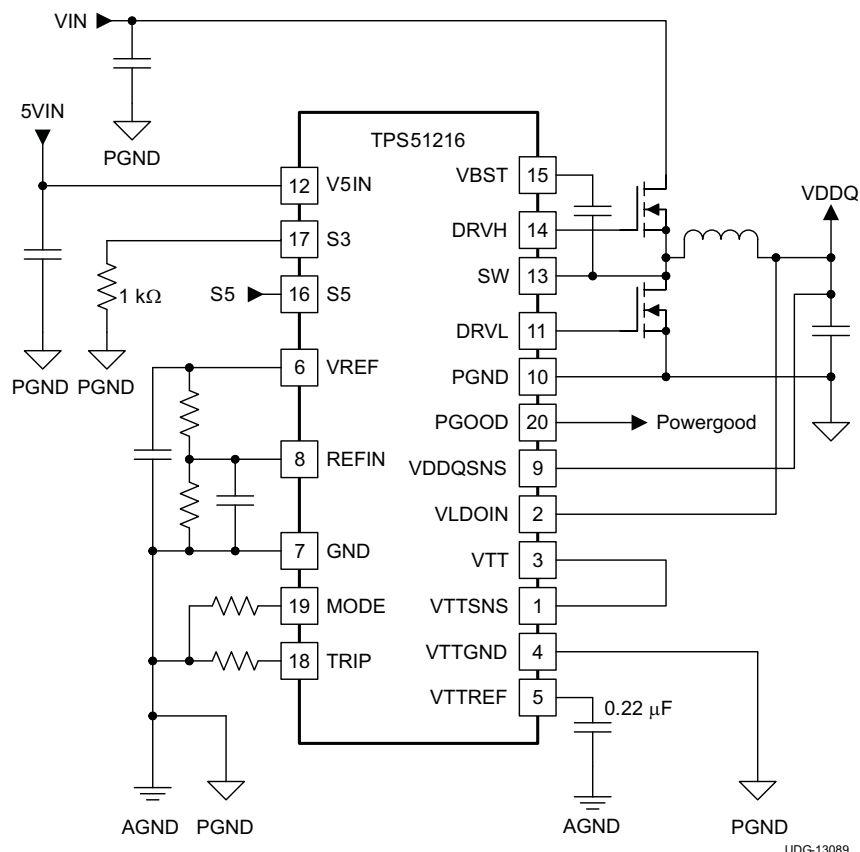 VIN
5VIN
PGND
TPS51216
12 V5IN
VBST 15
VDDQ
17 S3
DRVH 14
1 kΩ
S5 16 S5
SW 13
DRVL 11
PGND PGND
6 VREF
PGND 10
PGOOD 20 Powergood
8 REFIN
VDDQSNS 9
VLDOIN 2
7 GND
VTT 3
19 MODE
VTTSNS 1
18 TRIP
VTTGND 4
VTTREF 5
0.22 μF
AGND PGND
AGND
PGND
UDG-13089